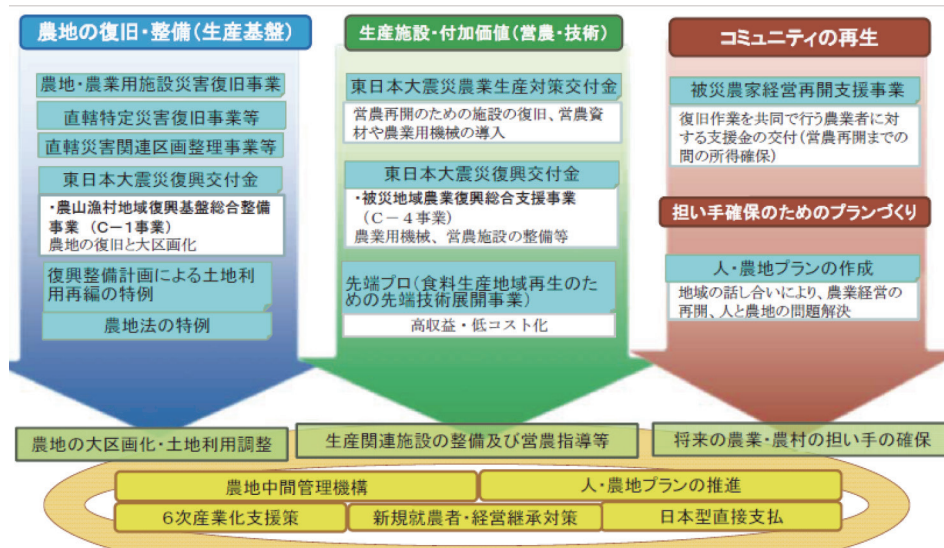 農地の復旧・整備(生産基盤)
農地・農業用施設災害復旧事業
直轄特定災害復旧事業等
直轄災害関連区画整理事業等
東日本大震災復興交付金
・農山漁村地域復興基盤総合整備
事業 (C-1事業)
農地の復旧と大区画化
復興整備計画による土地利
用再編の特例
農地法の特例
生産施設・付加価値(営農・技術)
東日本大震災農業生産対策交付金
営農再開のための施設の復旧、営農資
材や農業用機械の導入
東日本大震災復興交付金
・被災地域農業復興総合支援事業
(C-4事業)
農業用機械、営農施設の整備等
先端プロ(食料生産地域再生のた
めの先端技術展開事業)
高収益・低コスト化
コミュニティの再生
被災農家経営再開支援事業
復旧作業を共同で行う農業者に対
する支援金の交付(営農再開までの
間の所得確保)
担い手確保のためのプランづくり
人・農地プランの作成
地域の話し合いにより、農業経営の
再開、人と農地の問題解決
農地の大区画化・土地利用調整
生産関連施設の整備及び営農指導等
将来の農業・農村の担い手の確保
農地中間管理機構
人・農地プランの推進
6次産業化支援策
新規就農者・経営継承対策
日本型直接支払